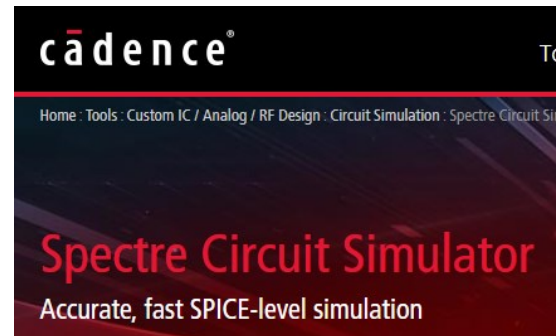 cādence®
To
Home : Tools : Custom IC / Analog / RF Design : Circuit Simulation : Spectre Circuit Si
Spectre Circuit Simulator
Accurate, fast SPICE-level simulation